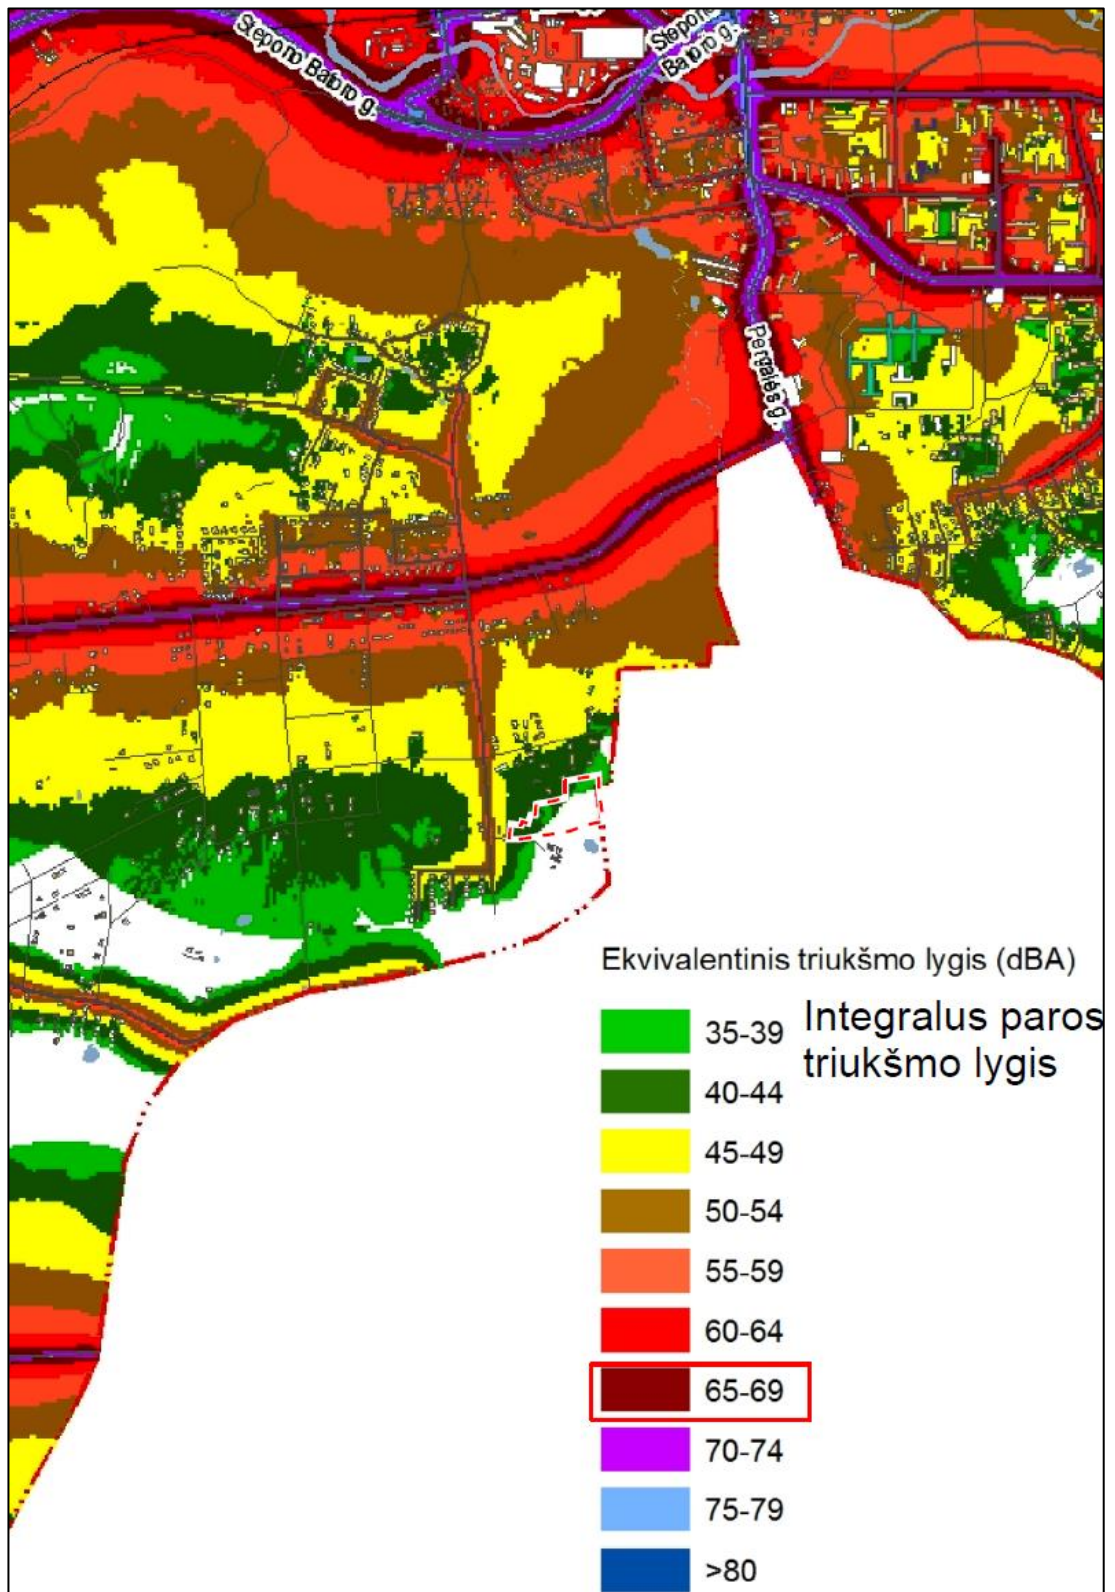 Stepono Batoro g.
Stepono
Batoro g.
Pergalės g.
Ekvivalentinis triukšmo lygis (dBA)
35-39
Integralus paros
triukšmo lygis
40-44
45-49
50-54
55-59
60-64
65-69
70-74
75-79
>80